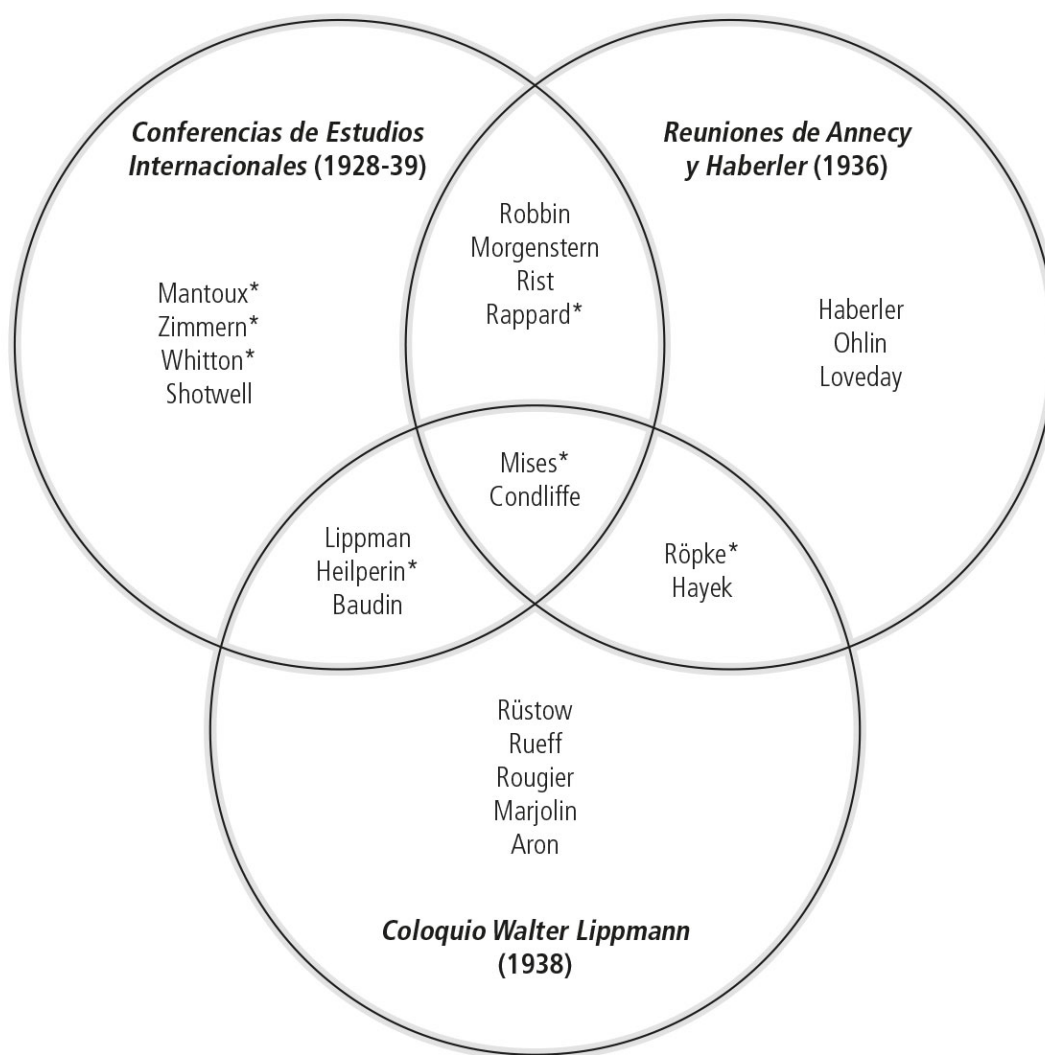 Conferencias de Estudios
Internacionales (1928-39)
Reuniones de Annecy
y Haberler (1936)
Robbin
Morgenstern
Rist
Rappard*
Mantoux*
Zimmern*
Whitton*
Shotwell
Haberler
Ohlin
Loveday
Mises*
Condliffe
Lippman
Heilperin*
Baudin
Röpke*
Hayek
Rüstow
Rueff
Rougier
Marjolin
Aron
Coloquio Walter Lippmann
(1938)